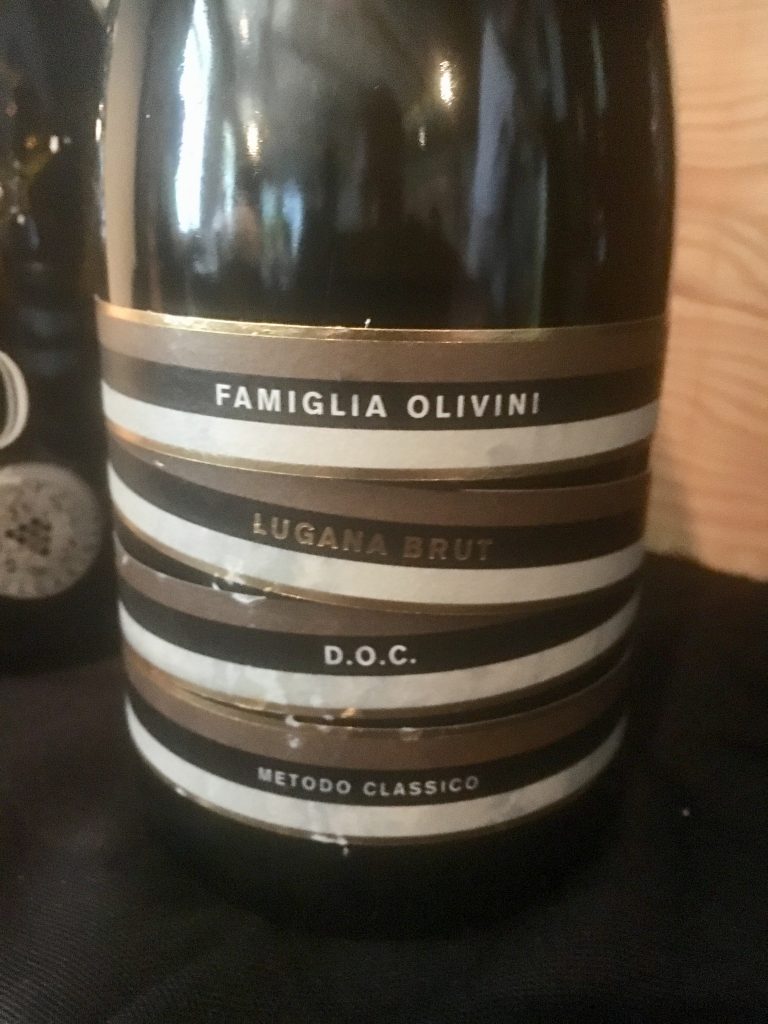 FAMIGLIA OLIVINI
LUGANA BRUT
D.O.C.
METODO CLASSICO